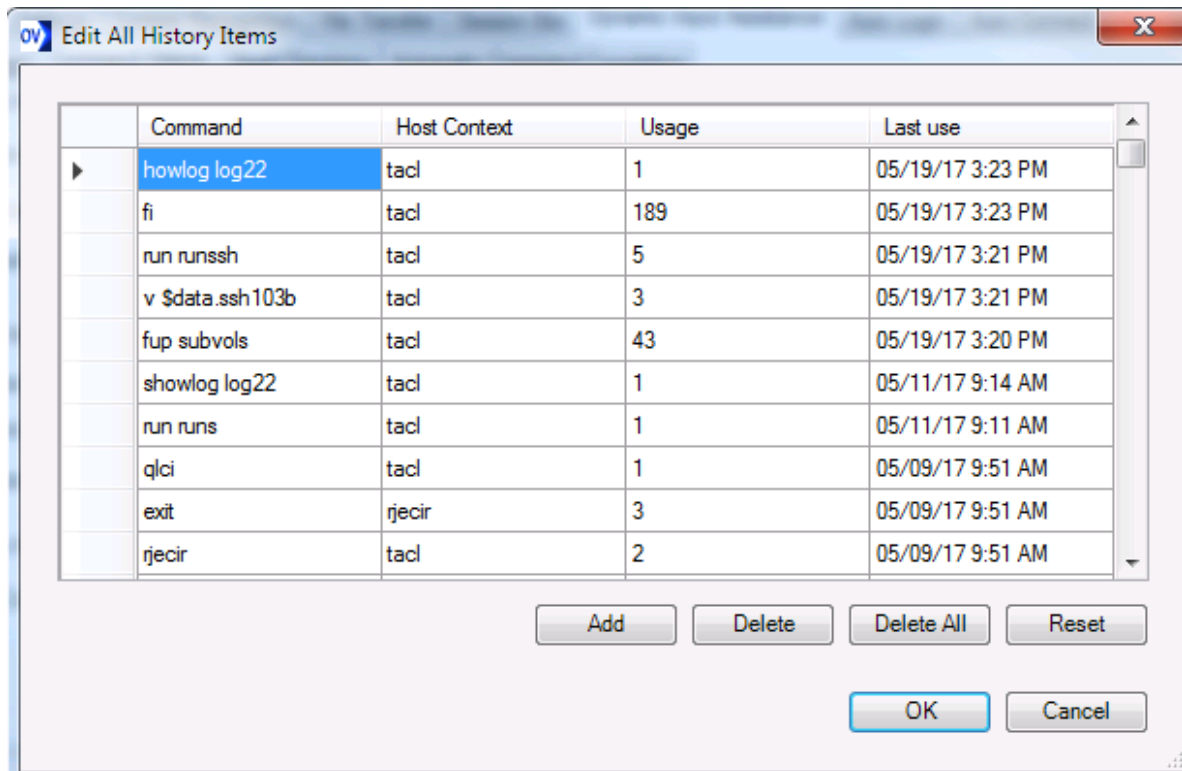 OV Edit All History Items
Command Host Context Usage Last use
howlog log22 tacl 1 05/19/17 3:23 PM
fi tacl 189 05/19/17 3:23 PM
run runssh tacl 5 05/19/17 3:21 PM
v $data.ssh103b tacl 3 05/19/17 3:21 PM
fup subvols tacl 43 05/19/17 3:20 PM
showlog log22 tacl 1 05/11/17 9:14 AM
run runs tacl 1 05/11/17 9:11 AM
qlci tacl 1 05/09/17 9:51 AM
exit rjecir 3 05/09/17 9:51 AM
rjecir tacl 2 05/09/17 9:51 AM
Add Delete Delete All Reset
OK Cancel